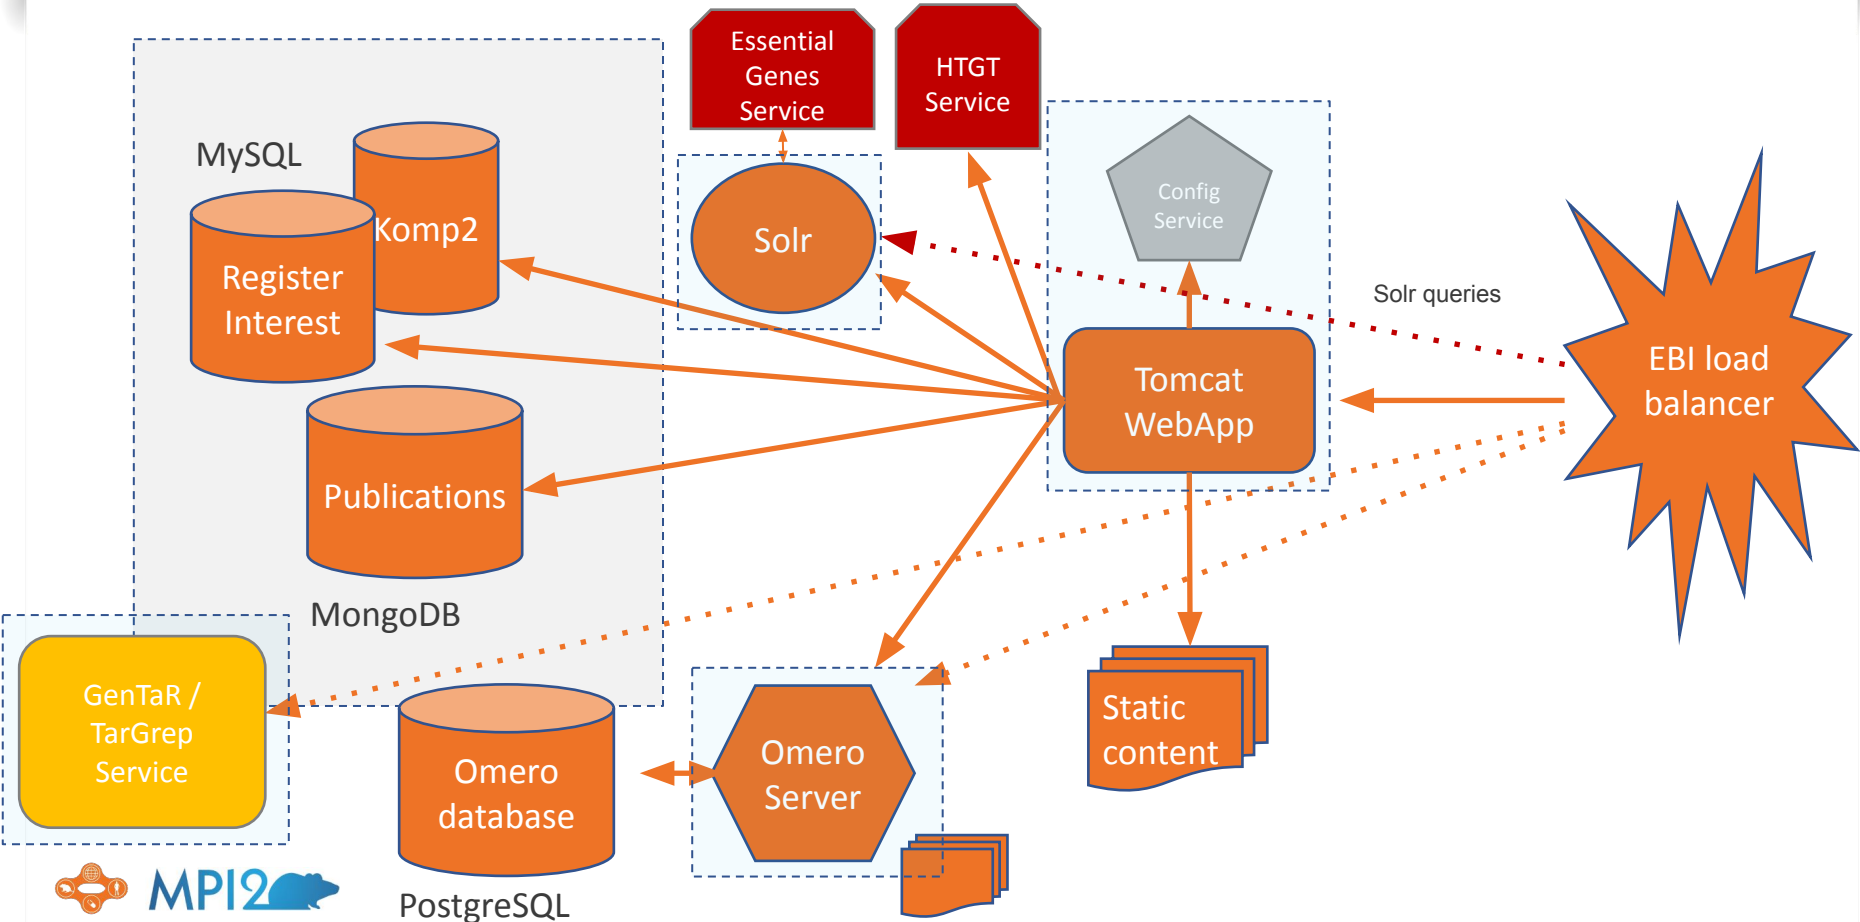 Essential
Genes
Service
HTGT
Service
MySQL
Komp2
Register
Interest
Solr
Config
Service
Solr queries
EBI load
balancer
Tomcat
WebApp
Publications
MongoDB
GenTaR /
TarGrep
Service
Omero
database
Omero
Server
Static
content
MPI2
PostgreSQL